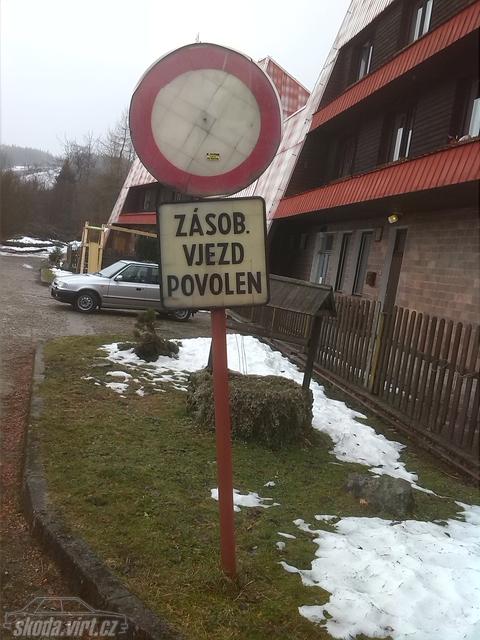 ZÁSOB.
VJEZD
POVOLEN
skoda.virt.cz